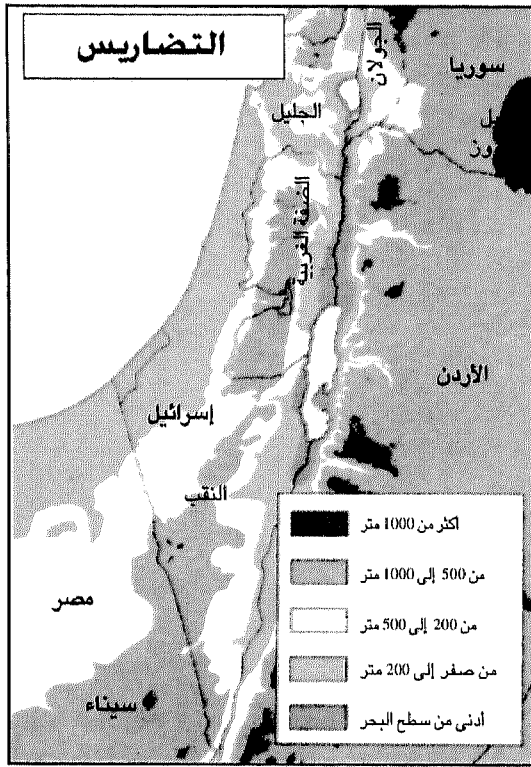 التضاريس
الجولان
سوريا
الجليل
الضفة الغربية
الأردن
إسرائيل
النقب
مصر
سيناء
أكثر من 1000 متر
من 500 إلى 1000 متر
من 200 إلى 500 متر
من صفر إلى 200 متر
أدنى من سطح البحر